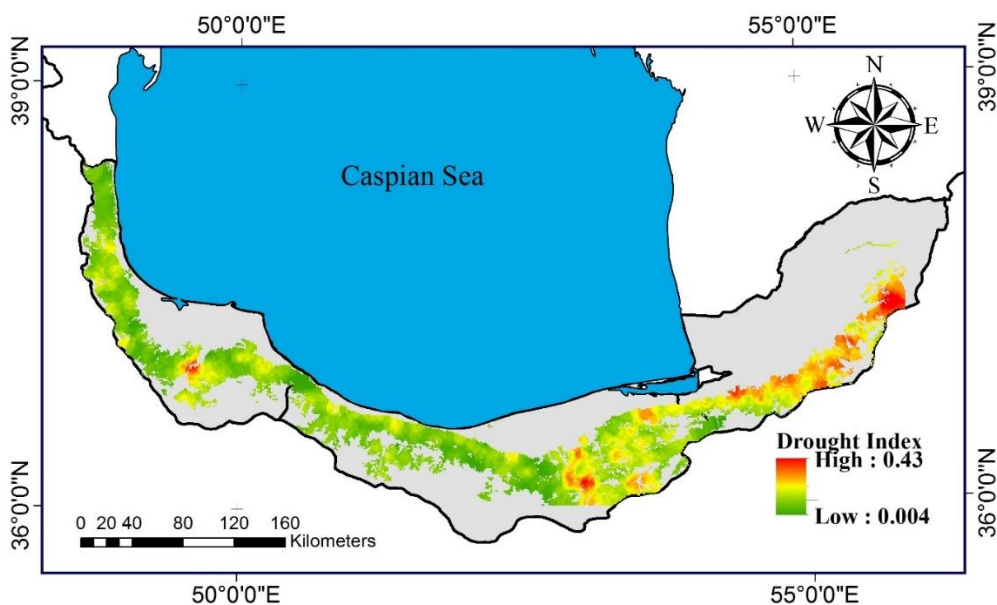 50°0'0"E 55°0'0"E
39°0'0"N 39°0'0"N
N
W E
S
Caspian Sea
Drought Index
High : 0.43
Low : 0.004
36°0'0"N 36°0'0"N
0 20 40 80 120 160
Kilometers
50°0'0"E 55°0'0"E